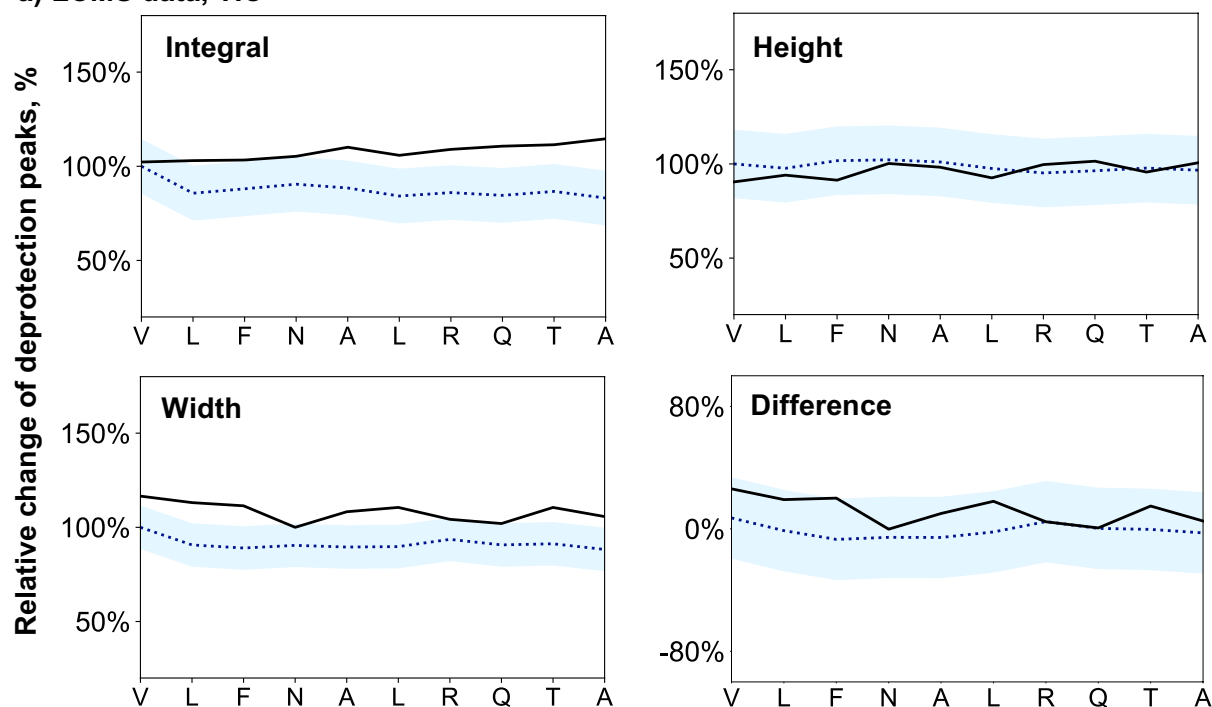 Relative change of deprotection peaks, %
Integral
150%
100%
50%
V L F N A L R Q T A
Height
150%
100%
50%
V L F N A L R Q T A
Width
150%
100%
50%
V L F N A L R Q T A
Difference
80%
0%
-80%
V L F N A L R Q T A